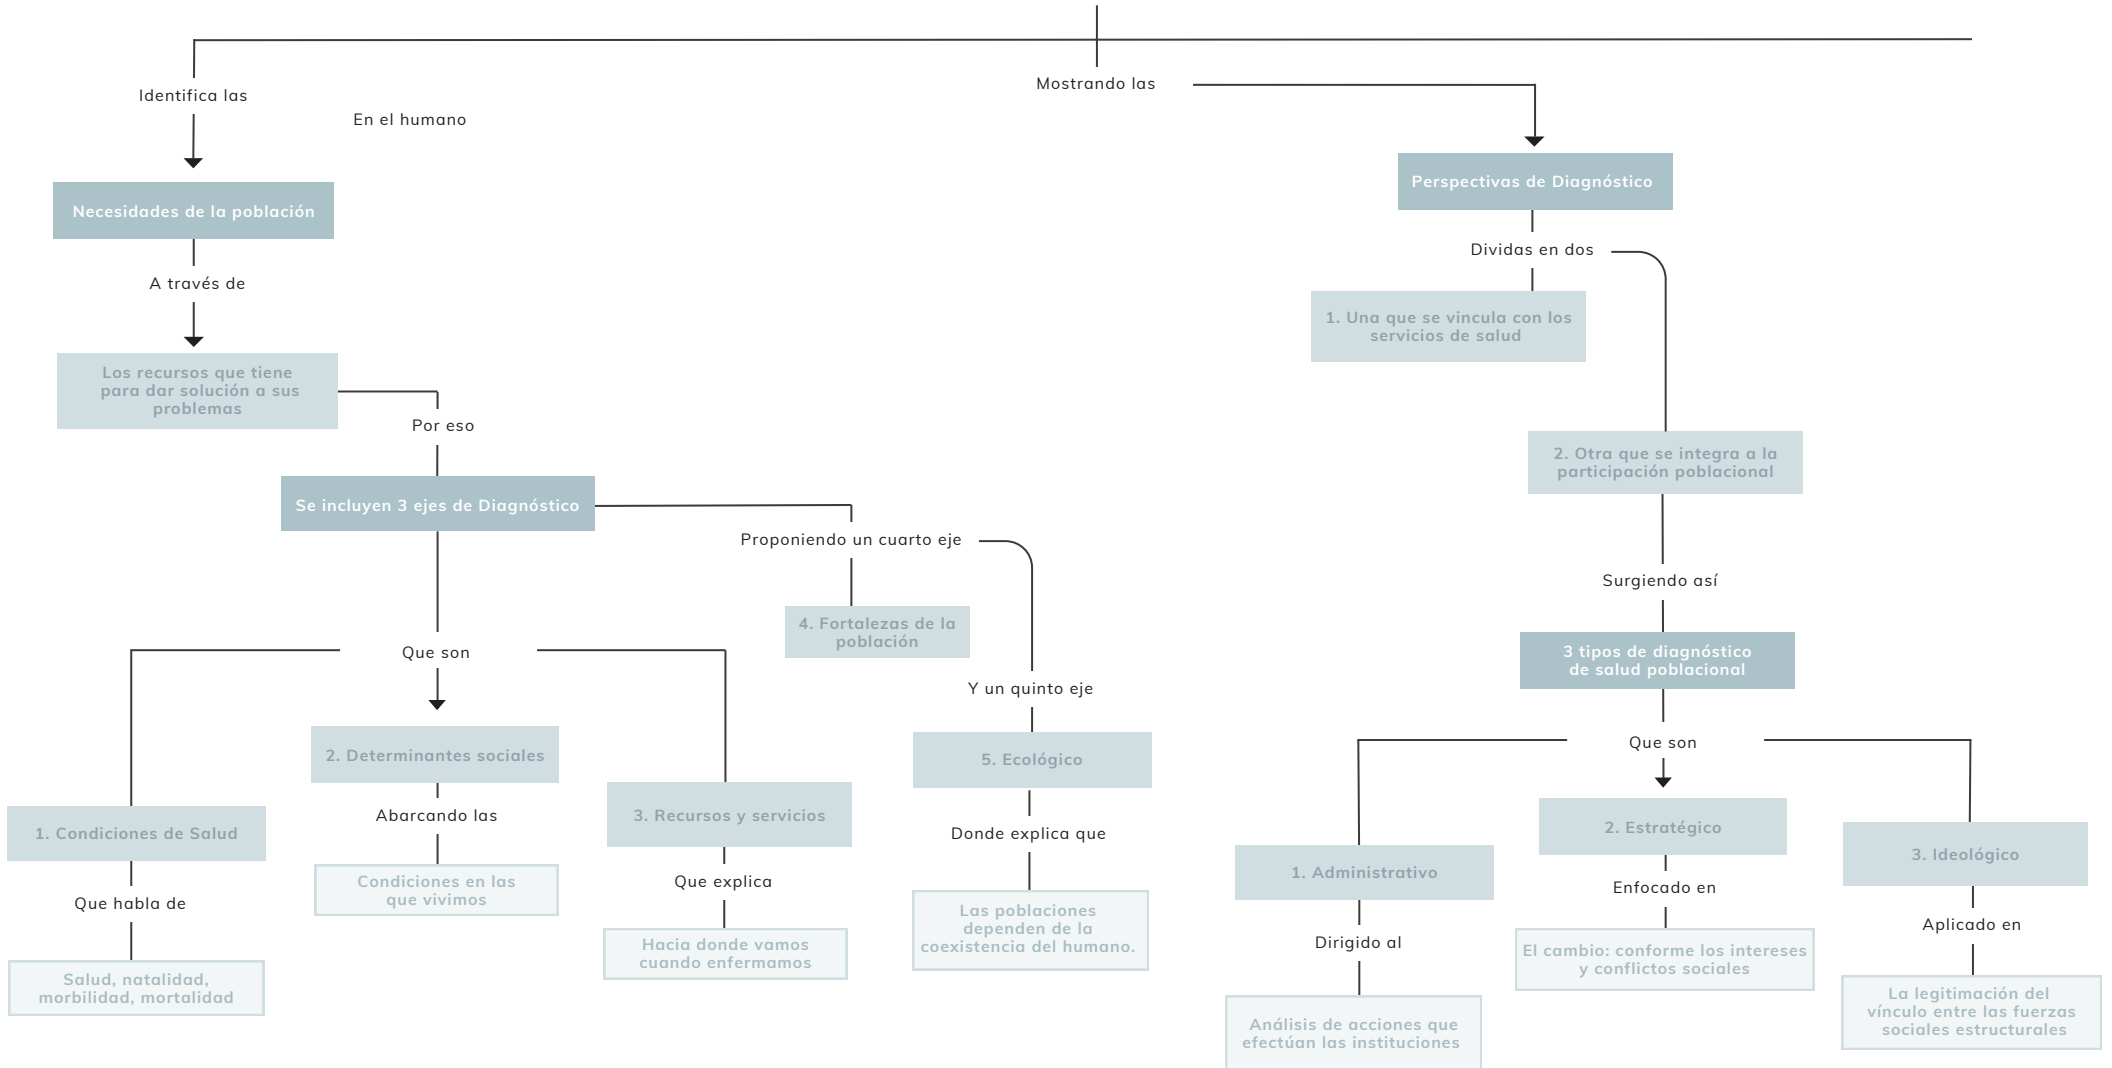 Identifica las
En el humano
Necesidades de la población
A través de
Los recursos que tiene
para dar solución a sus
problemas
Por eso
Se incluyen 3 ejes de Diagnóstico
Que son
1. Condiciones de Salud
Que habla de
Salud, natalidad,
morbilidad, mortalidad
2. Determinantes sociales
Abarcando las
Condiciones en las
que vivimos
3. Recursos y servicios
Que explica
Hacia donde vamos
cuando enfermamos
Proponiendo un cuarto eje
4. Fortalezas de la
población
Y un quinto eje
5. Ecológico
Donde explica que
Las poblaciones
dependen de la
coexistencia del humano.
Mostrando las
Perspectivas de Diagnóstico
Dividas en dos
1. Una que se vincula con los
servicios de salud
2. Otra que se integra a la
participación poblacional
Surgiendo así
3 tipos de diagnóstico
de salud poblacional
Que son
1. Administrativo
Dirigido al
Análisis de acciones que
efectúan las instituciones
2. Estratégico
Enfocado en
El cambio: conforme los intereses
y conflictos sociales
3. Ideológico
Aplicado en
La legitimación del
vínculo entre las fuerzas
sociales estructurales